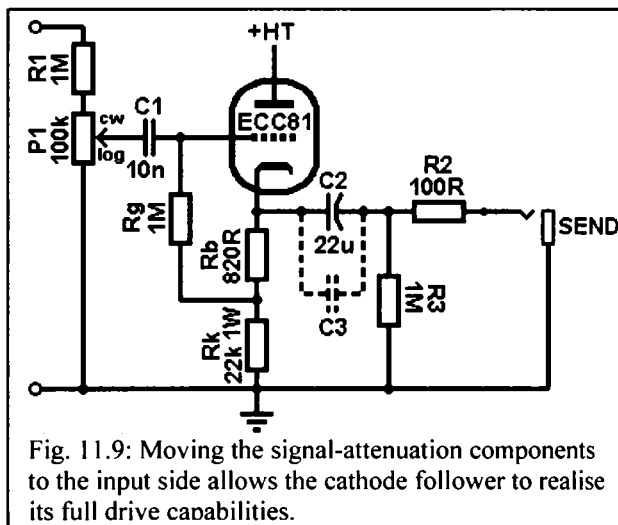 +HT
R1
1M
P1
100k
cw
log
C1
10n
ECC81
Rg
1M
Rb
820R
Rk
22k 1W
C2
22u
C3
R2
100R
R3
1M
SEND
Fig. 11.9: Moving the signal-attenuation components
to the input side allows the cathode follower to realise
its full drive capabilities.